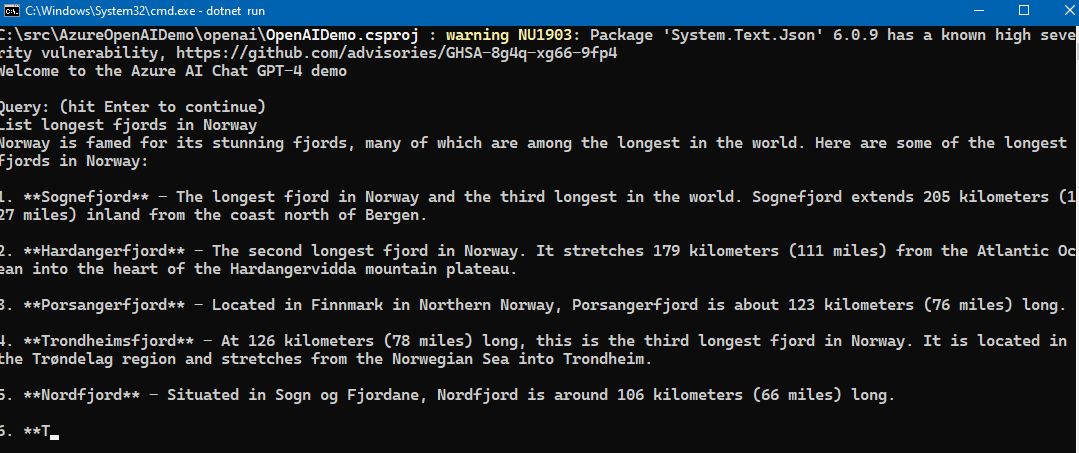 C:\Windows\System32\cmd.exe - dotnet run
C:\src\AzureOpenAIDemo\openai\OpenAIDemo.csproj : warning NU1903: Package 'System.Text.Json' 6.0.9 has a known high seve
rity vulnerability, https://github.com/advisories/GHSA-8g4q-xg66-9fp4
Welcome to the Azure AI Chat GPT-4 demo
Query: (hit Enter to continue)
List longest fjords in Norway
Norway is famed for its stunning fjords, many of which are among the longest in the world. Here are some of the longest
fjords in Norway:
1. **Sognefjord** – The longest fjord in Norway and the third longest in the world. Sognefjord extends 205 kilometers (1
27 miles) inland from the coast north of Bergen.
2. **Hardangerfjord** – The second longest fjord in Norway. It stretches 179 kilometers (111 miles) from the Atlantic Oc
ean into the heart of the Hardangervidda mountain plateau.
3. **Porsangerfjord** – Located in Finnmark in Northern Norway, Porsangerfjord is about 123 kilometers (76 miles) long.
4. **Trondheimsfjord** – At 126 kilometers (78 miles) long, this is the third longest fjord in Norway. It is located in
the Trøndelag region and stretches from the Norwegian Sea into Trondheim.
5. **Nordfjord** – Situated in Sogn og Fjordane, Nordfjord is around 106 kilometers (66 miles) long.
6. **T